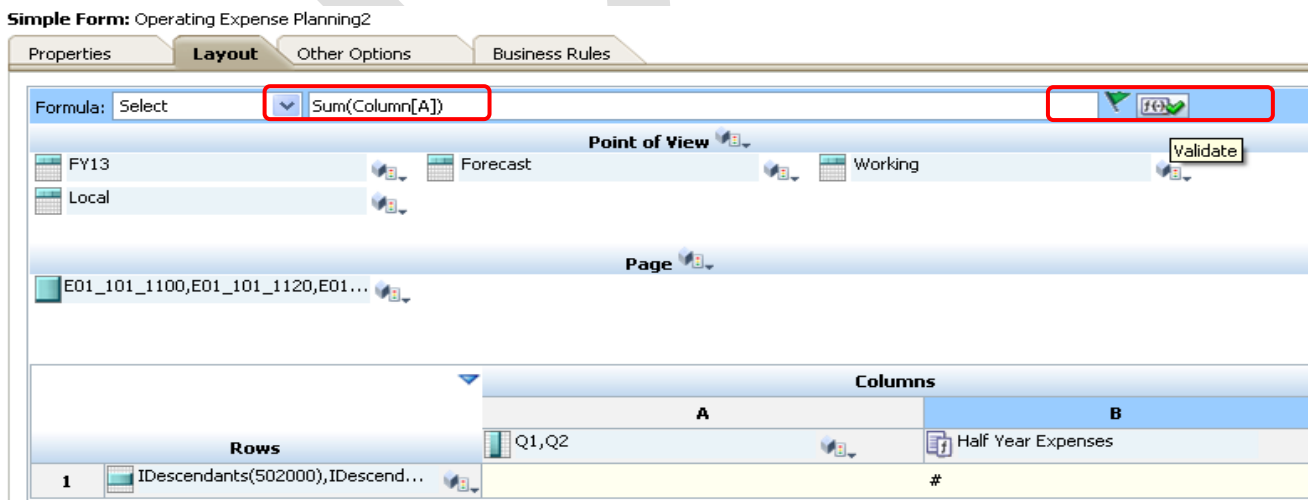 Simple Form: Operating Expense Planning2
Properties Layout Other Options Business Rules
Formula: Select Sum(Column[A]) f(x)
Point of View
Validate
FY13 Forecast Working
Local
Page
E01_101_1100,E01_101_1120,E01...
Columns
A B
Rows Q1,Q2 Half Year Expenses
1 IDescendants(502000),IDescend... #